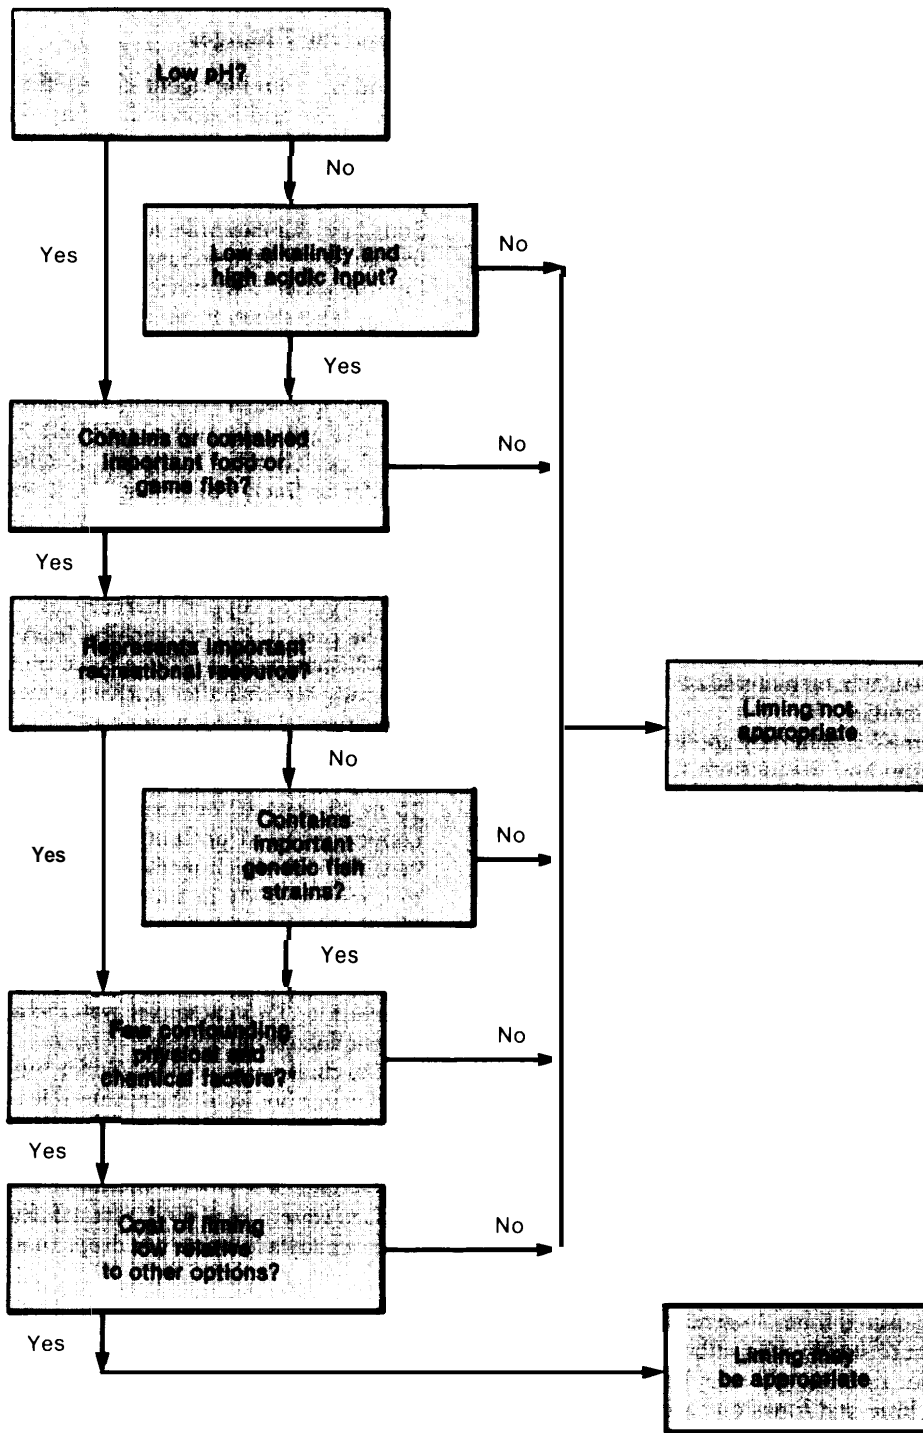 Low pH?
No
Yes
Low alkalinity and
high acidic input?
No
Yes
Contains or contained
important food or
game fish?
No
Yes
Represents important
recreational resource?
No
Liming not
appropriate
Yes
Contains
important
genetic fish
strains?
No
Yes
Few confounding
physical and
chemical factors?
No
Yes
Cost of liming
low relative
to other options?
No
Yes
Liming may
be appropriate